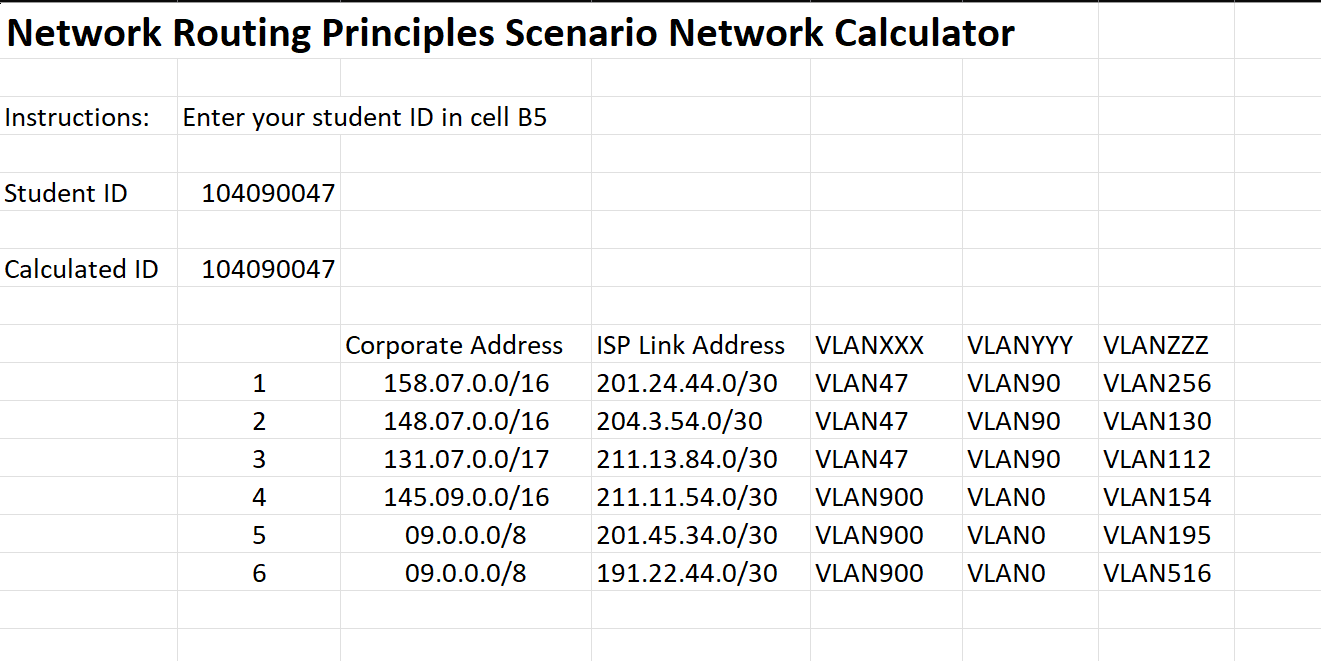 Network Routing Principles Scenario Network Calculator
Instructions: Enter your student ID in cell B5
Student ID 104090047
Calculated ID 104090047
Corporate Address ISP Link Address VLANXXX VLANYYY VLANZZZ
1 158.07.0.0/16 201.24.44.0/30 VLAN47 VLAN90 VLAN256
2 148.07.0.0/16 204.3.54.0/30 VLAN47 VLAN90 VLAN130
3 131.07.0.0/17 211.13.84.0/30 VLAN47 VLAN90 VLAN112
4 145.09.0.0/16 211.11.54.0/30 VLAN900 VLAN0 VLAN154
5 09.0.0.0/8 201.45.34.0/30 VLAN900 VLAN0 VLAN195
6 09.0.0.0/8 191.22.44.0/30 VLAN900 VLAN0 VLAN516